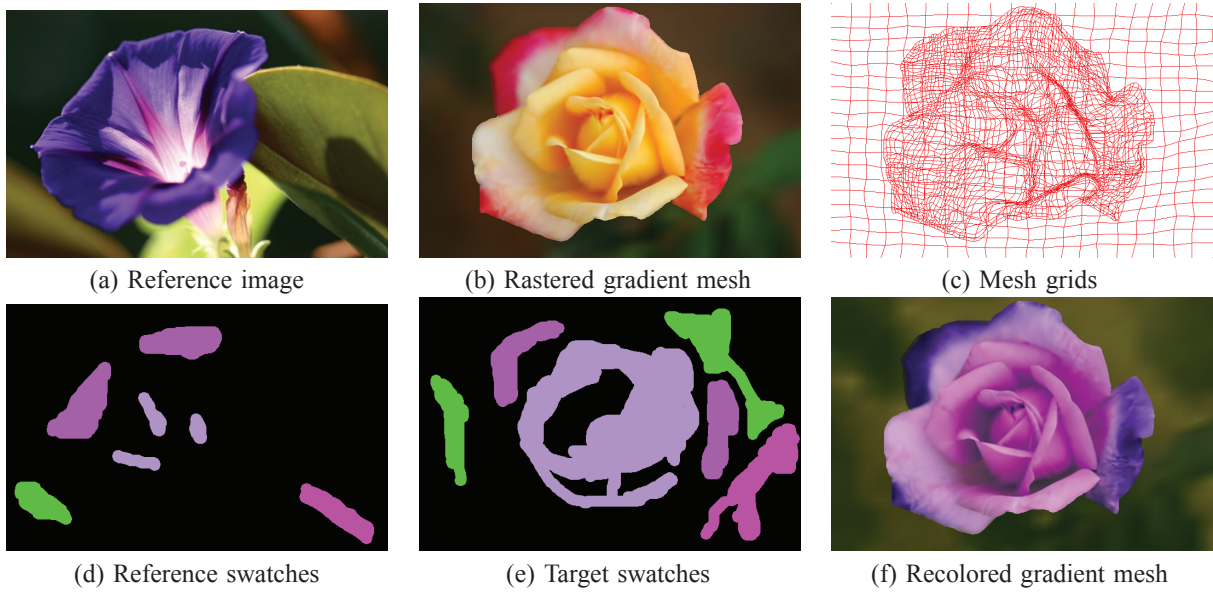 (a) Reference image
(b) Rastered gradient mesh
(c) Mesh grids
(d) Reference swatches
(e) Target swatches
(f) Recolored gradient mesh